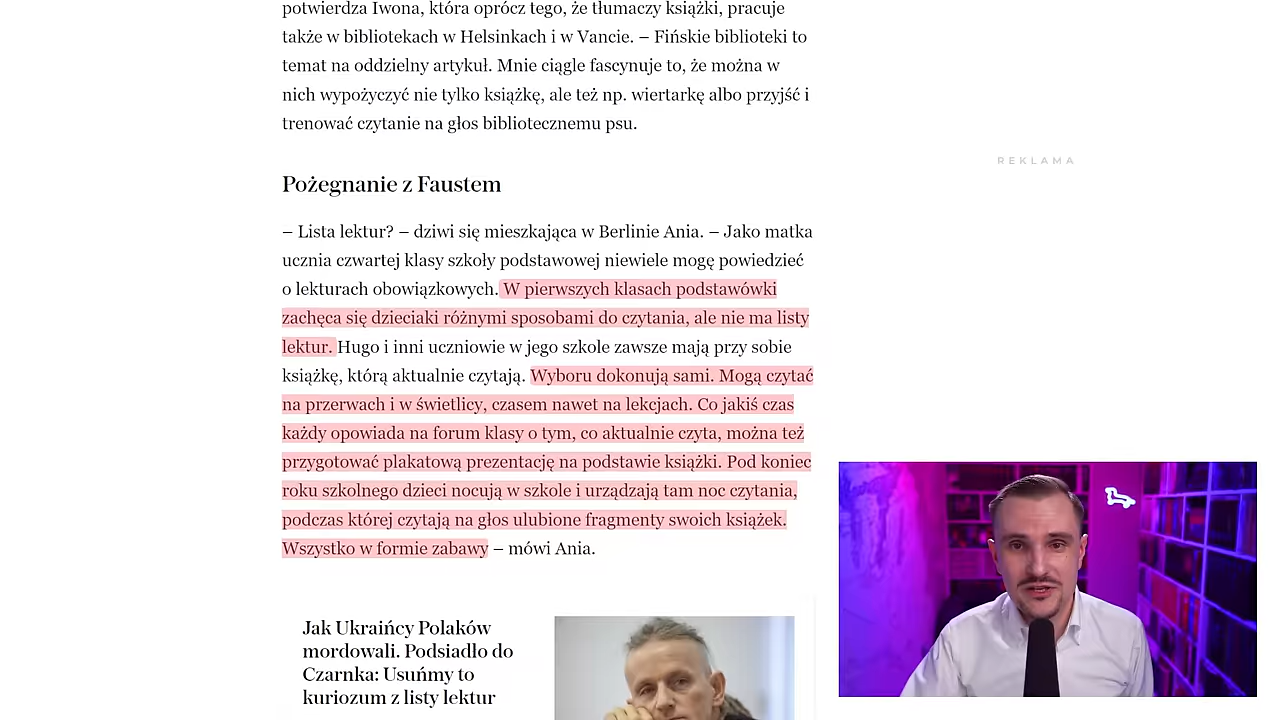 potwierdza Iwona, która oprócz tego, że tłumaczy książki, pracuje
także w bibliotekach w Helsinkach i w Vancie. – Fińskie biblioteki to
temat na oddzielny artykuł. Mnie ciągle fascynuje to, że można w
nich wypożyczyć nie tylko książkę, ale też np. wiertarkę albo przyjść i
trenować czytanie na głos bibliotecznemu psu.
REKLAMA
Pożegnanie z Faustem
– Lista lektur? – dziwi się mieszkająca w Berlinie Ania. – Jako matka
ucznia czwartej klasy szkoły podstawowej niewiele mogę powiedzieć
o lekturach obowiązkowych. W pierwszych klasach podstawówki
zachęca się dzieciaki różnymi sposobami do czytania, ale nie ma listy
lektur. Hugo i inni uczniowie w jego szkole zawsze mają przy sobie
książkę, którą aktualnie czytają. Wyboru dokonują sami. Mogą czytać
na przerwach i w świetlicy, czasem nawet na lekcjach. Co jakiś czas
każdy opowiada na forum klasy o tym, co aktualnie czyta, można też
przygotować plakatową prezentację na podstawie książki. Pod koniec
roku szkolnego dzieci nocują w szkole i urządzają tam noc czytania,
podczas której czytają na głos ulubione fragmenty swoich książek.
Wszystko w formie zabawy – mówi Ania.
Jak Ukraińcy Polaków
mordowali. Podsiadło do
Czarnka: Usuńmy to
kuriozum z listy lektur